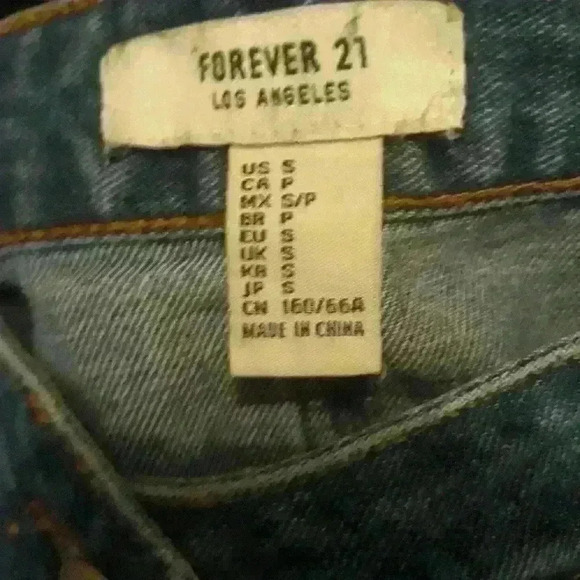 FOREVER 21
LOS ANGELES
US S
CA P
MX S/P
BR P
EU S
UK S
KR S
JP S
CN 160/66A
MADE IN CHINA